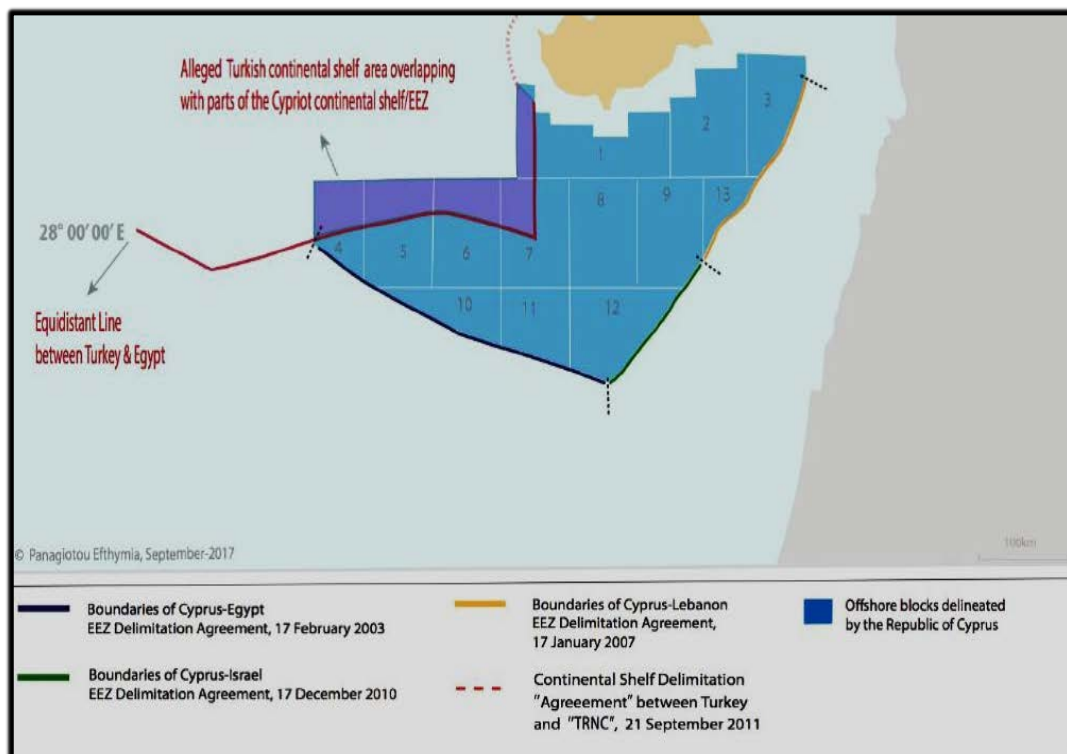 Alleged Turkish continental shelf area overlapping
with parts of the Cypriot continental shelf/EEZ
3
2
1
8
9
13
28° 00′ 00′ E
4
5
6
7
10
11
12
Equidistant Line
between Turkey & Egypt
© Panagiotou Efthymia, September-2017
100km
Boundaries of Cyprus-Egypt
EEZ Delimitation Agreement, 17 February 2003
Boundaries of Cyprus-Lebanon
EEZ Delimitation Agreement,
17 January 2007
Offshore blocks delineated
by the Republic of Cyprus
Boundaries of Cyprus-Israel
EEZ Delimitation Agreement, 17 December 2010
Continental Shelf Delimitation
"Agreeement" between Turkey
and "TRNC", 21 September 2011